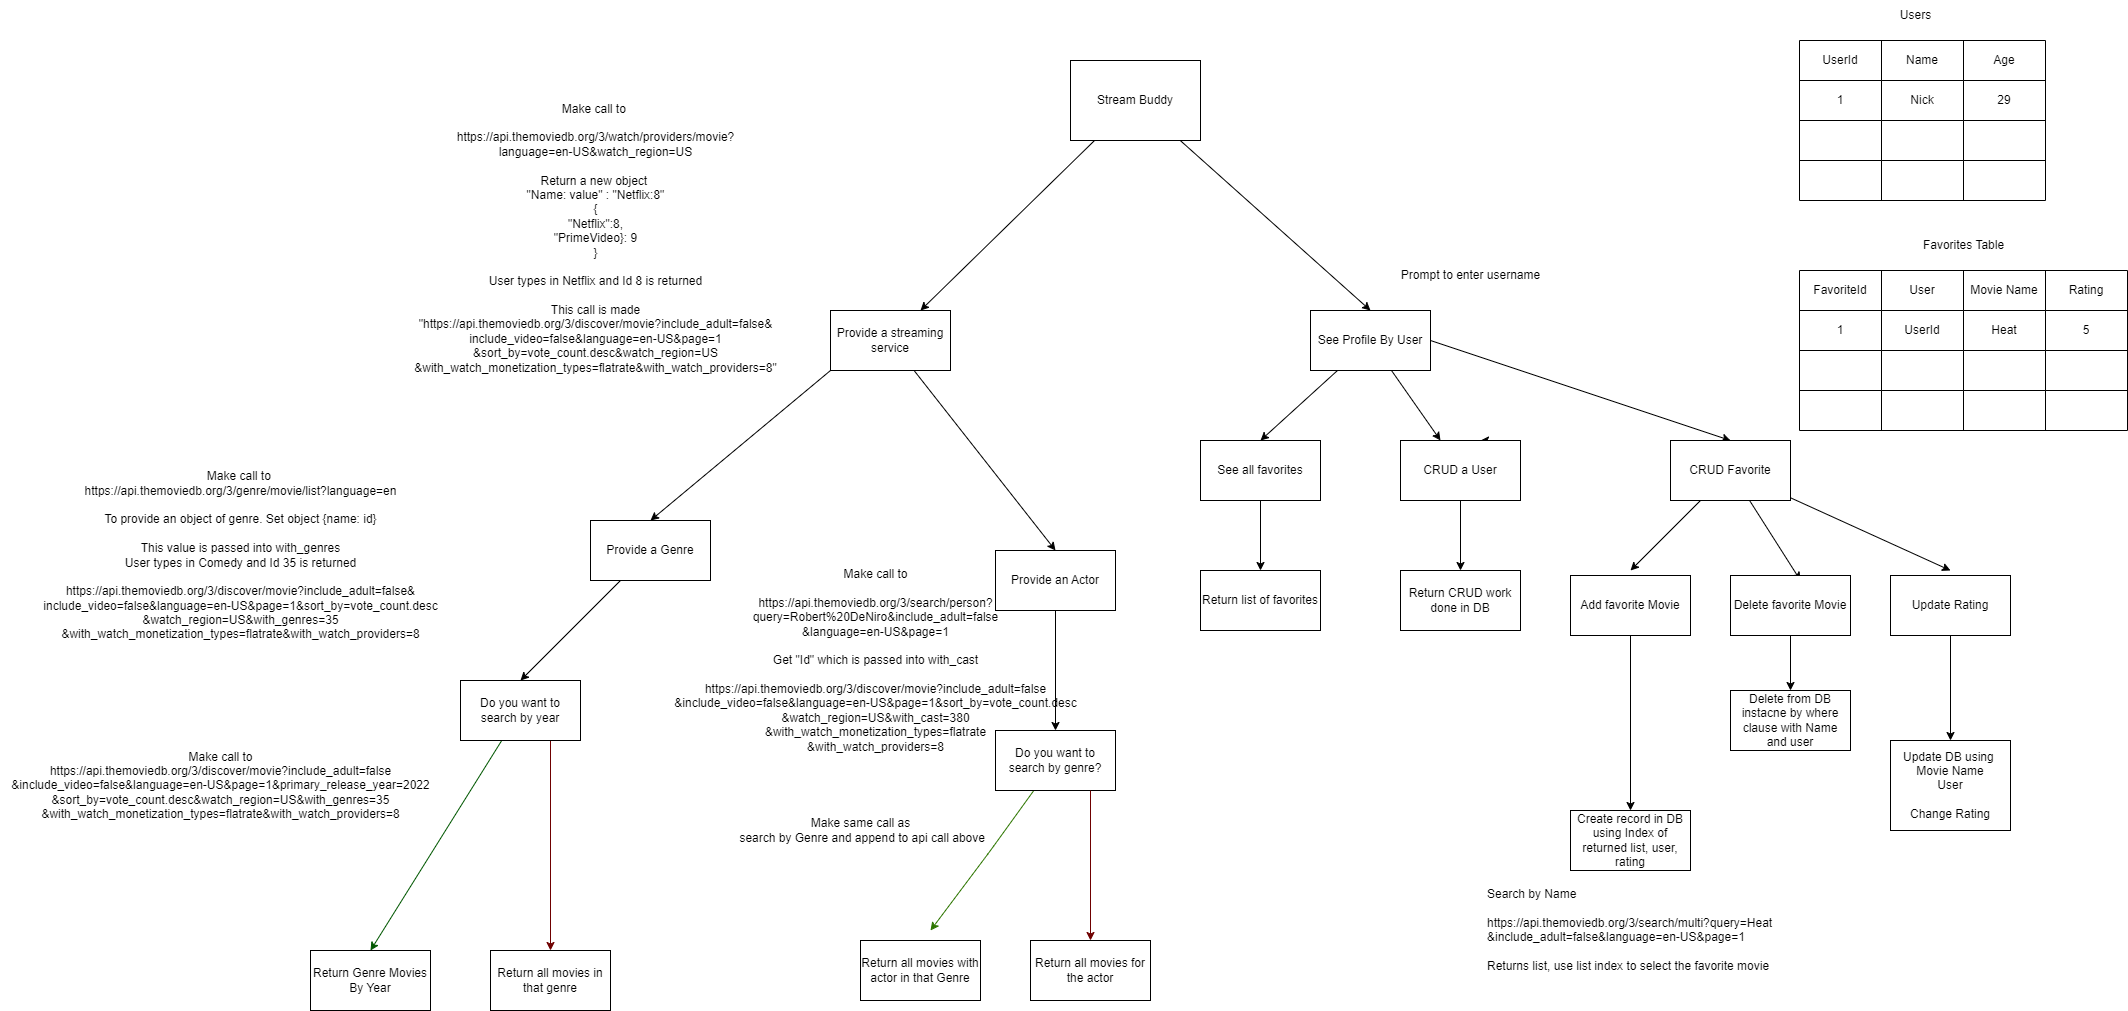 Users
UserId
Name
Age
1
Nick
29
Stream Buddy
Make call to
https://api.themoviedb.org/3/watch/providers/movie?
language=en-US&watch_region=US
Return a new object
"Name: value" : "Netflix:8"
{
"Netflix":8,
"PrimeVideo}: 9
}
User types in Netflix and Id 8 is returned
This call is made
"https://api.themoviedb.org/3/discover/movie?include_adult=false&
include_video=false&language=en-US&page=1
&sort_by=vote_count.desc&watch_region=US
&with_watch_monetization_types=flatrate&with_watch_providers=8"
Favorites Table
FavoriteId
User
Movie Name
Rating
1
UserId
Heat
5
Prompt to enter username
Provide a streaming
service
See Profile By User
See all favorites
CRUD a User
CRUD Favorite
Make call to
https://api.themoviedb.org/3/genre/movie/list?language=en
To provide an object of genre. Set object {name: id}
This value is passed into with_genres
User types in Comedy and Id 35 is returned
https://api.themoviedb.org/3/discover/movie?include_adult=false&
include_video=false&language=en-US&page=1&sort_by=vote_count.desc
&watch_region=US&with_genres=35
&with_watch_monetization_types=flatrate&with_watch_providers=8
Provide a Genre
Provide an Actor
Make call to
https://api.themoviedb.org/3/search/person?
query=Robert%20DeNiro&include_adult=false
&language=en-US&page=1
Get "Id" which is passed into with_cast
https://api.themoviedb.org/3/discover/movie?include_adult=false
&include_video=false&language=en-US&page=1&sort_by=vote_count.desc
&watch_region=US&with_cast=380
&with_watch_monetization_types=flatrate
&with_watch_providers=8
Return list of favorites
Return CRUD work
done in DB
Add favorite Movie
Delete favorite Movie
Update Rating
Do you want to
search by year
Do you want to
search by genre?
Delete from DB
instacne by where
clause with Name
and user
Update DB using
Movie Name
User
Change Rating
Make call to
https://api.themoviedb.org/3/discover/movie?include_adult=false
&include_video=false&language=en-US&page=1&primary_release_year=2022
&sort_by=vote_count.desc&watch_region=US&with_genres=35
&with_watch_monetization_types=flatrate&with_watch_providers=8
Make same call as
search by Genre and append to api call above
Create record in DB
using Index of
returned list, user,
rating
Search by Name
https://api.themoviedb.org/3/search/multi?query=Heat
&include_adult=false&language=en-US&page=1
Returns list, use list index to select the favorite movie
Return Genre Movies
By Year
Return all movies in
that genre
Return all movies with
actor in that Genre
Return all movies for
the actor